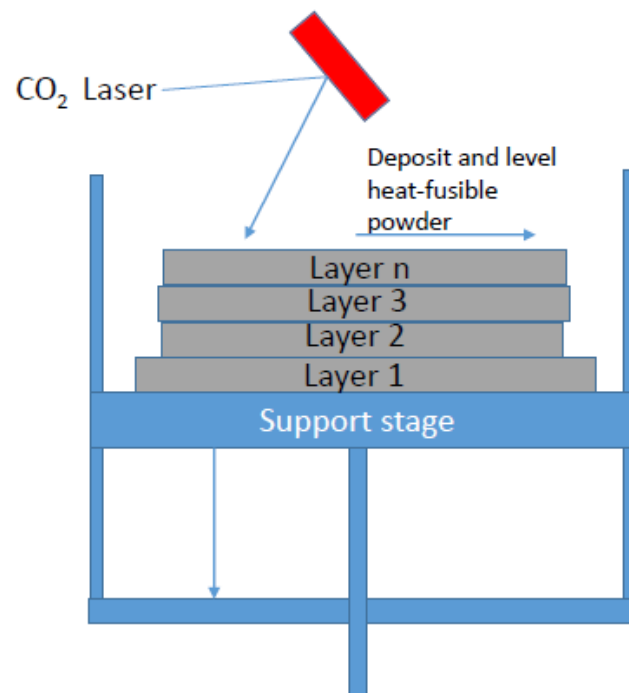 CO₂ Laser
Deposit and level
heat-fusible
powder
Layer n
Layer 3
Layer 2
Layer 1
Support stage